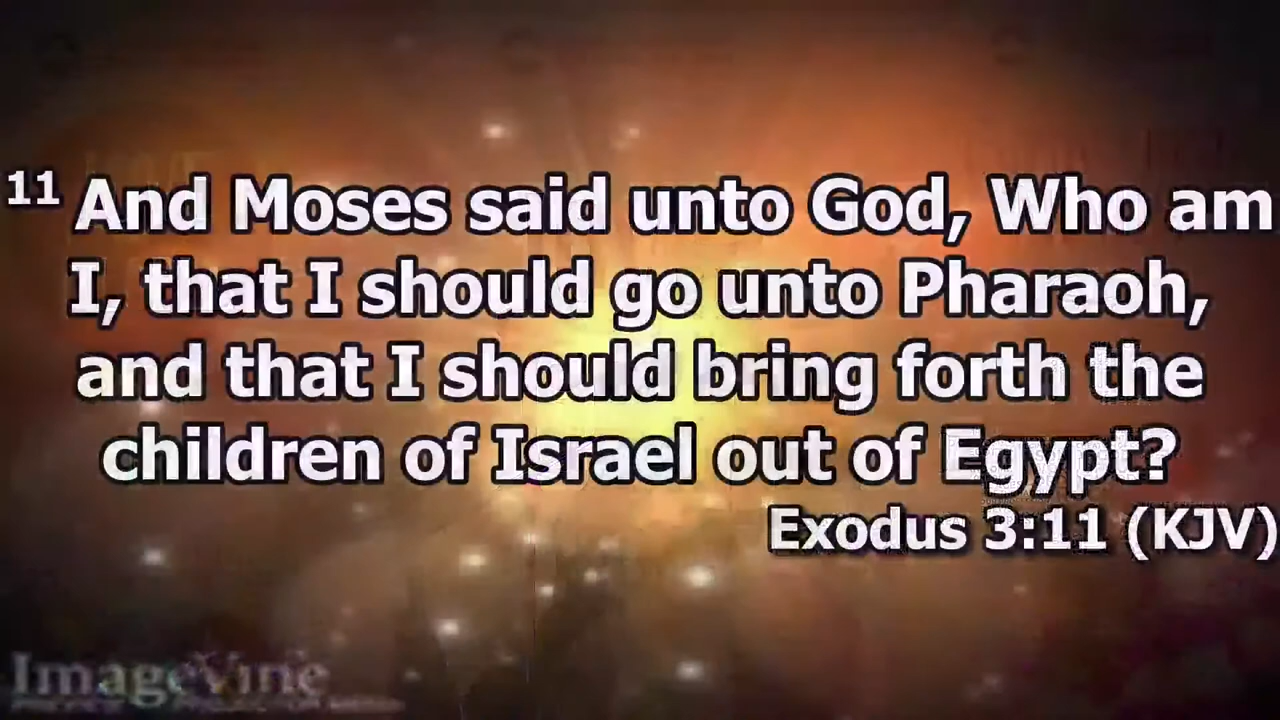 11 And Moses said unto God, Who am
I, that I should go unto Pharaoh,
and that I should bring forth the
children of Israel out of Egypt?
Exodus 3:11 (KJV)
ImageVine